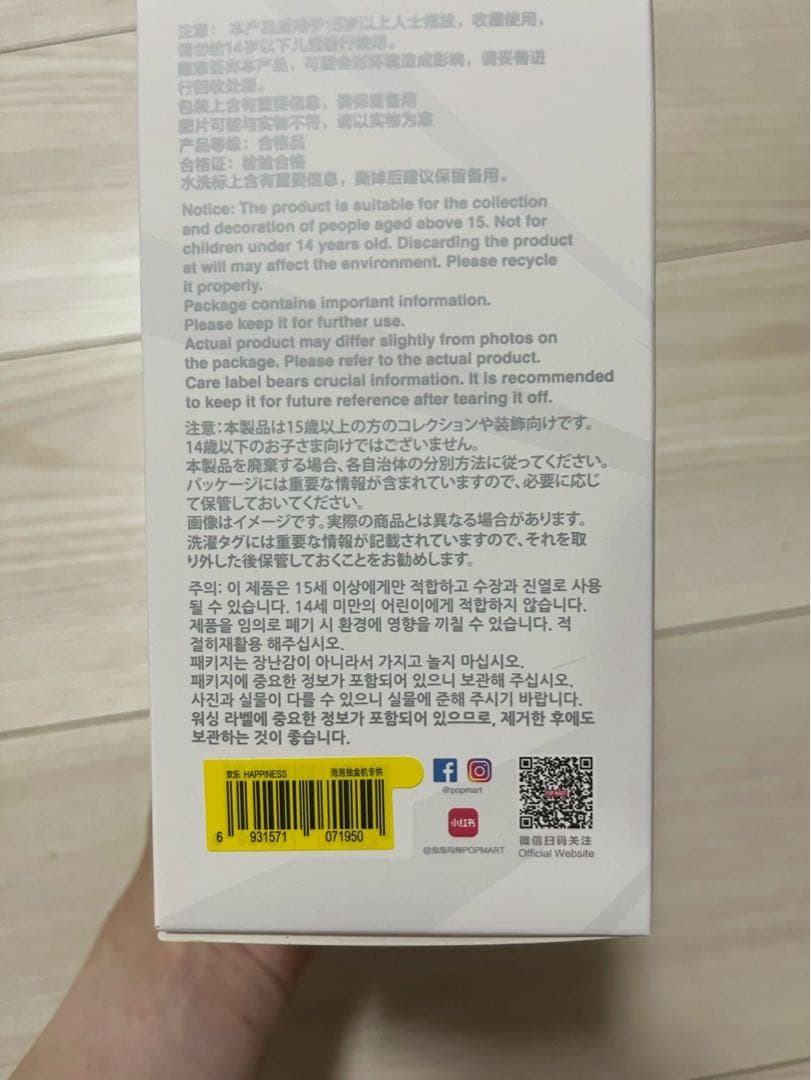 注意：本产品适用于15岁以上人士摆放，收藏使用，
请勿给14岁以下儿童进行使用。
随意丢弃本产品，可能会对环境造成影响，请妥善进
行回收处理。
包装上含有重要信息，请保留备用
图片可能与实物不符，请以实物为准
产品等级：合格品
合格证：检验合格
水洗标上含有重要信息，撕掉后建议保留备用。
Notice: The product is suitable for the collection
and decoration of people aged above 15. Not for
children under 14 years old. Discarding the product
at will may affect the environment. Please recycle
it properly.
Package contains important information.
Please keep it for further use.
Actual product may differ slightly from photos on
the package. Please refer to the actual product.
Care label bears crucial information. It is recommended
to keep it for future reference after tearing it off.
注意：本製品は15歳以上の方のコレクションや装飾向けです。
14歳以下のお子さま向けではございません。
本製品を廃棄する場合、各自治体の分別方法に従ってください。
パッケージには重要な情報が含まれていますので、必要に応じ
て保管しておいてください。
画像はイメージです。実際の商品とは異なる場合があります。
洗濯タグには重要な情報が記載されていますので、それを取
り外した後保管しておくことをお勧めします。
주의: 이 제품은 15세 이상에게만 적합하고 수장과 진열로 사용
될 수 있습니다. 14세 미만의 어린이에게 적합하지 않습니다.
제품을 임의로 폐기 시 환경에 영향을 끼칠 수 있습니다. 적
절히재활용 해주십시오.
패키지는 장난감이 아니라서 가지고 놀지 마십시오.
패키지에 중요한 정보가 포함되어 있으니 보관해 주십시오.
사진과 실물이 다를 수 있으니 실물에 준해 주시기 바랍니다.
워싱 라벨에 중요한 정보가 포함되어 있으므로, 제거한 후에도
보관하는 것이 좋습니다.
欢乐 HAPPINESS 泡泡抽盒机专供
6 931571 071950
@popmart
小红书
@泡泡玛特POPMART
POP MART
微信扫码关注
Official Website